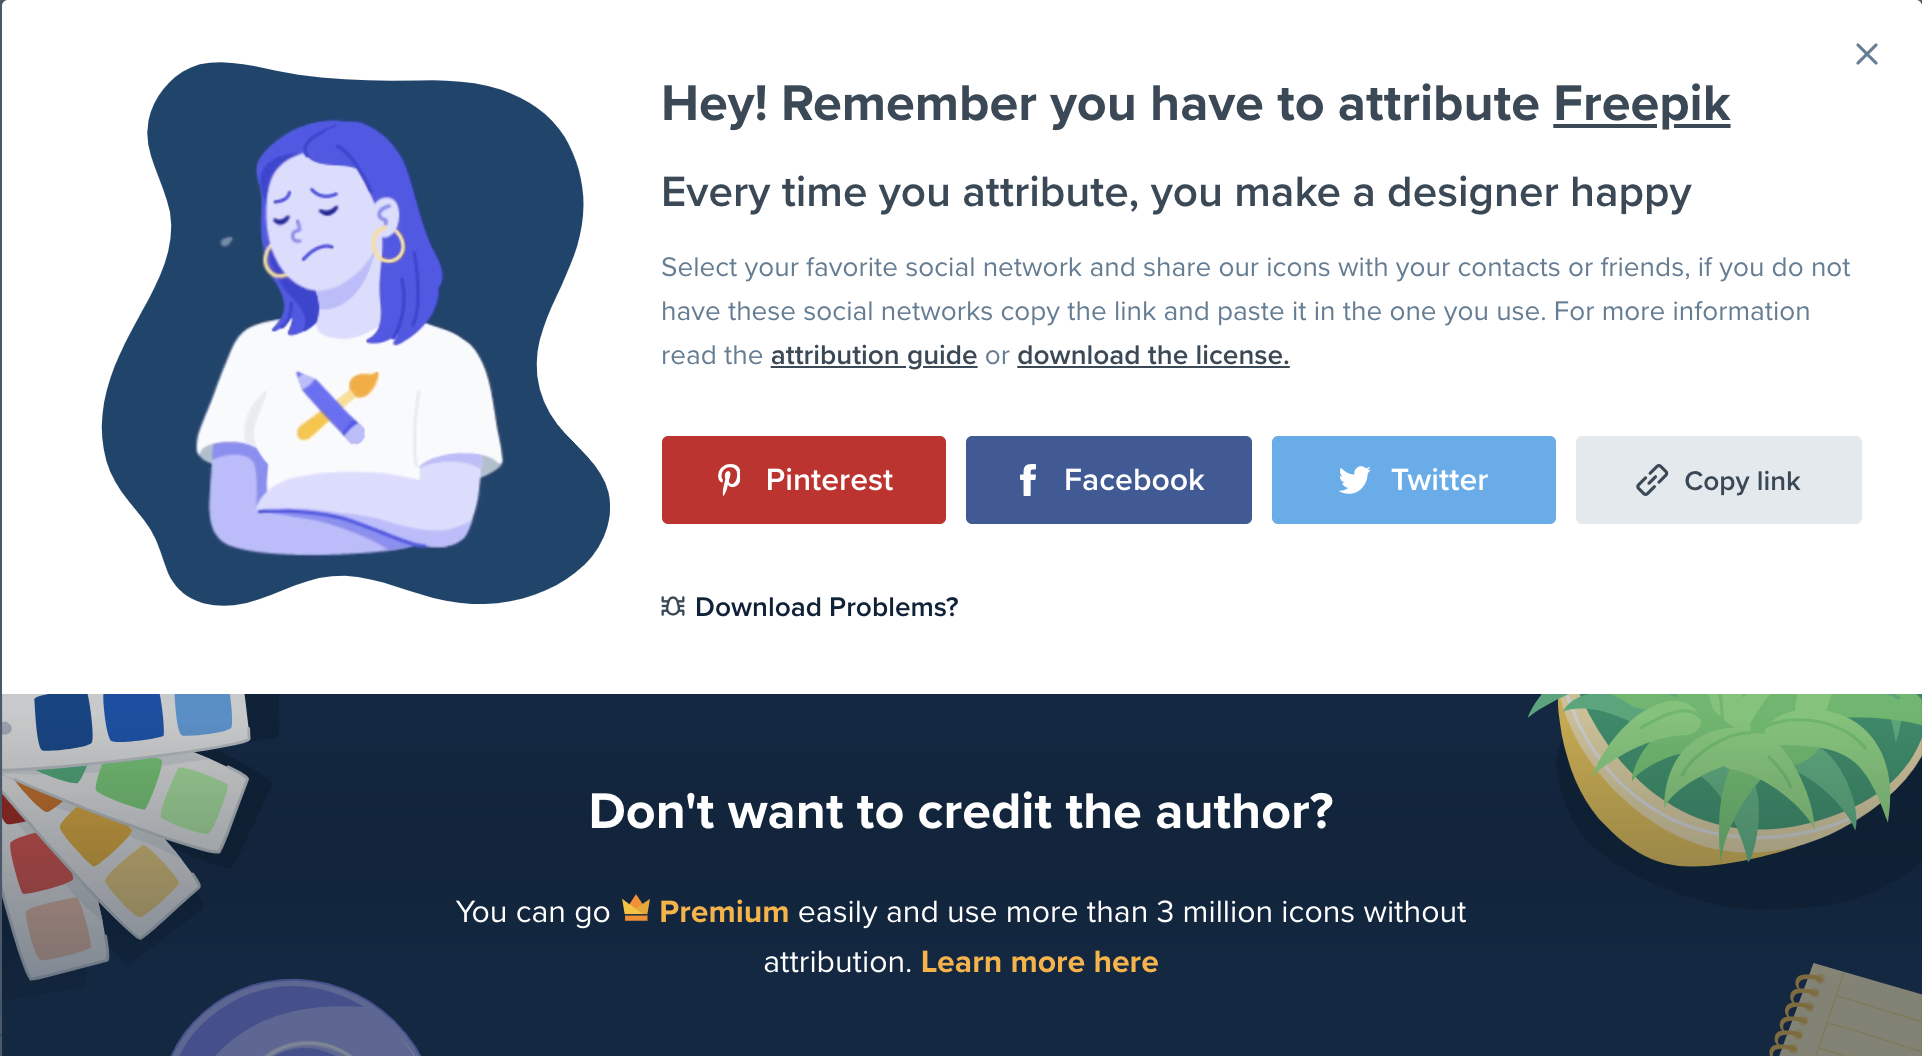 Hey! Remember you have to attribute Freepik
Every time you attribute, you make a designer happy
Select your favorite social network and share our icons with your contacts or friends, if you do not
have these social networks copy the link and paste it in the one you use. For more information
read the attribution guide or download the license.
Pinterest
Facebook
Twitter
Copy link
Download Problems?
Don't want to credit the author?
You can go Premium easily and use more than 3 million icons without
attribution. Learn more here